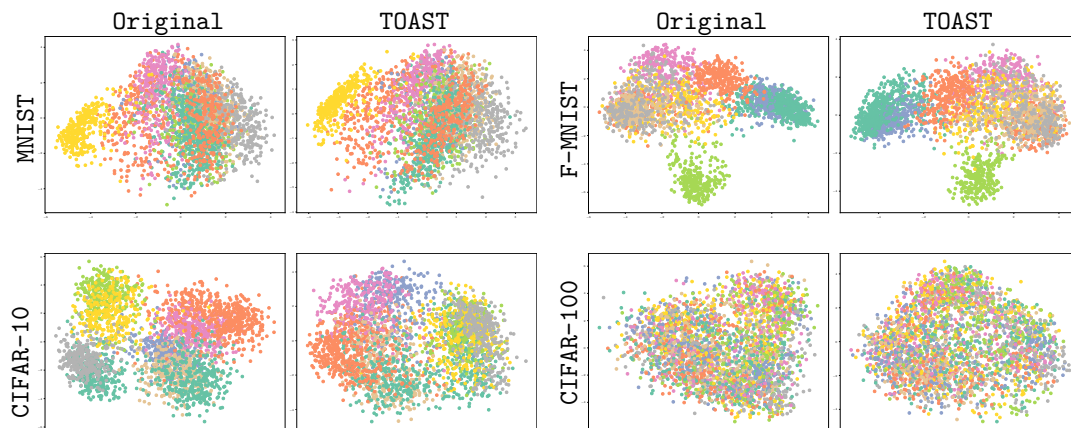 Original TOAST Original TOAST
MNIST
F-MNIST
CIFAR-10
CIFAR-100